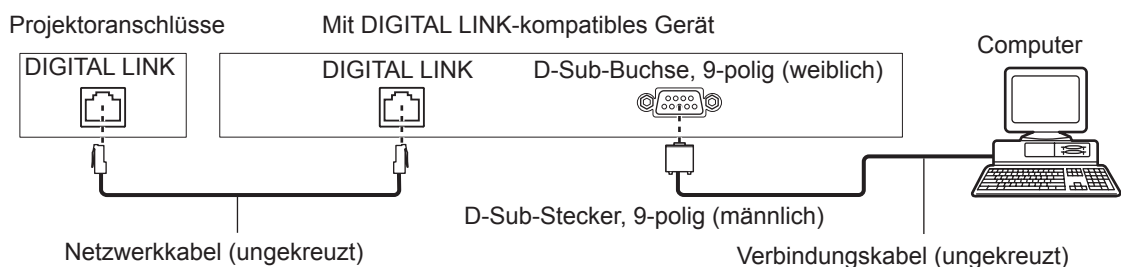 Projektoranschlüsse
Mit DIGITAL LINK-kompatibles Gerät
Computer
DIGITAL LINK
DIGITAL LINK
D-Sub-Buchse, 9-polig (weiblich)
D-Sub-Stecker, 9-polig (männlich)
Netzwerkkabel (ungekreuzt)
Verbindungskabel (ungekreuzt)